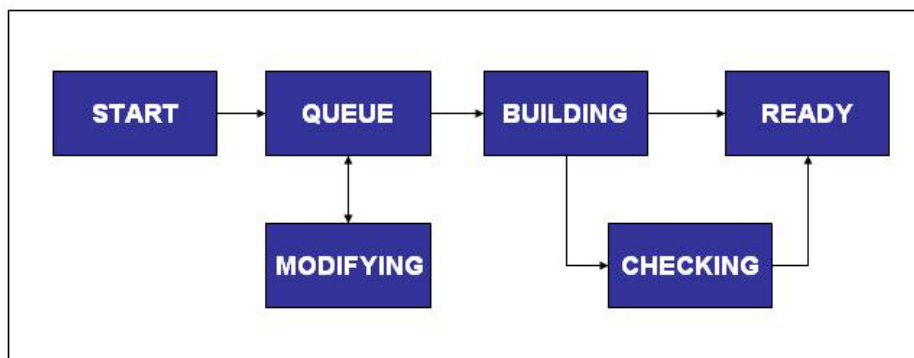 START
QUEUE
BUILDING
READY
MODIFYING
CHECKING